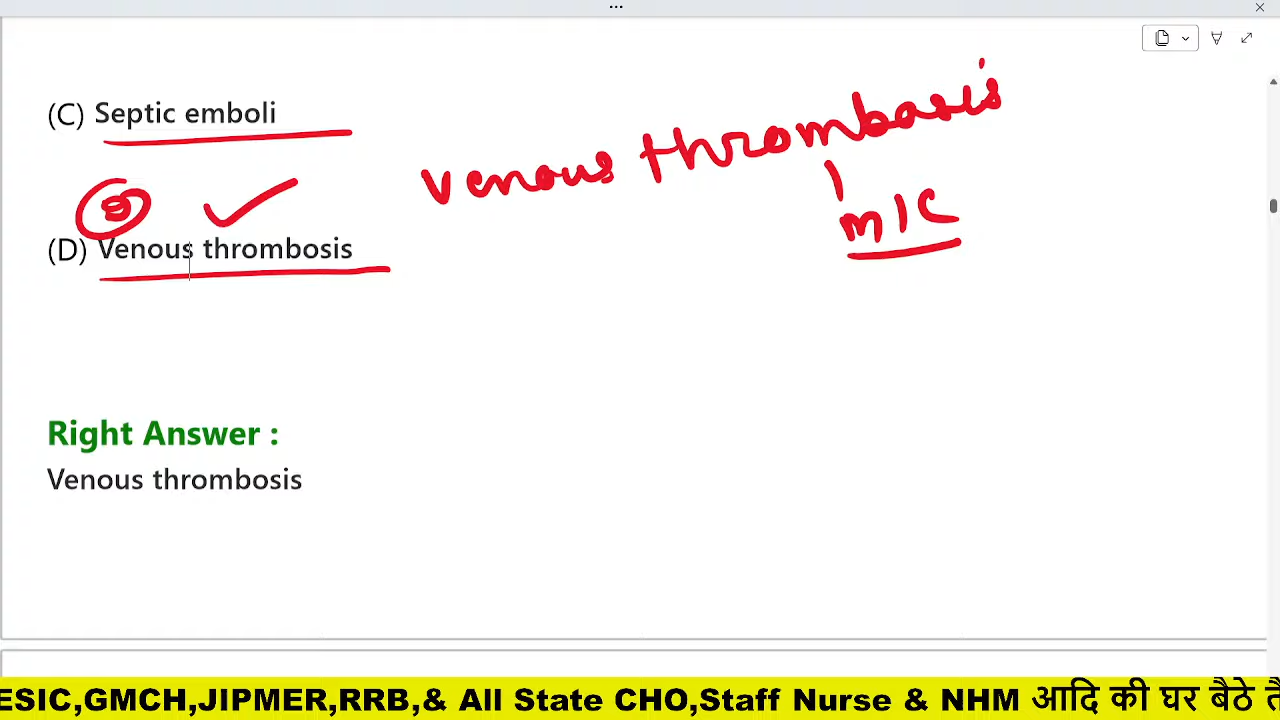 (C) Septic emboli
venous thrombosis
m/c
(D) Venous thrombosis
Right Answer :
Venous thrombosis
ESIC,GMCH,JIPMER,RRB,& All State CHO,Staff Nurse & NHM आदि की घर बैठे तै